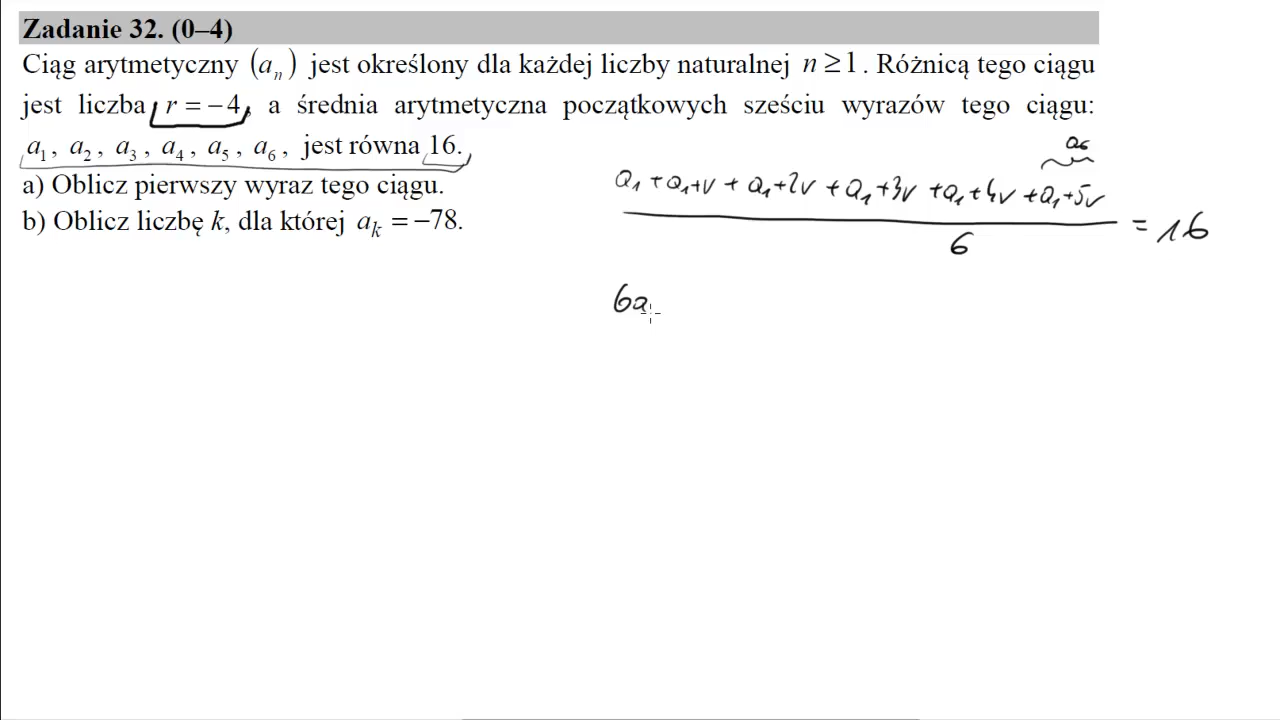 Zadanie 32. (0–4)
Ciąg arytmetyczny (aₙ) jest określony dla każdej liczby naturalnej n ≥ 1. Różnicą tego ciągu
jest liczba r = −4, a średnia arytmetyczna początkowych sześciu wyrazów tego ciągu:
a₁, a₂, a₃, a₄, a₅, a₆, jest równa 16.
a) Oblicz pierwszy wyraz tego ciągu.
b) Oblicz liczbę k, dla której aₖ = −78.
a₆
a₁ + a₁+r + a₁+2r + a₁+3r + a₁+4r + a₁+5r
6
= 16
6a